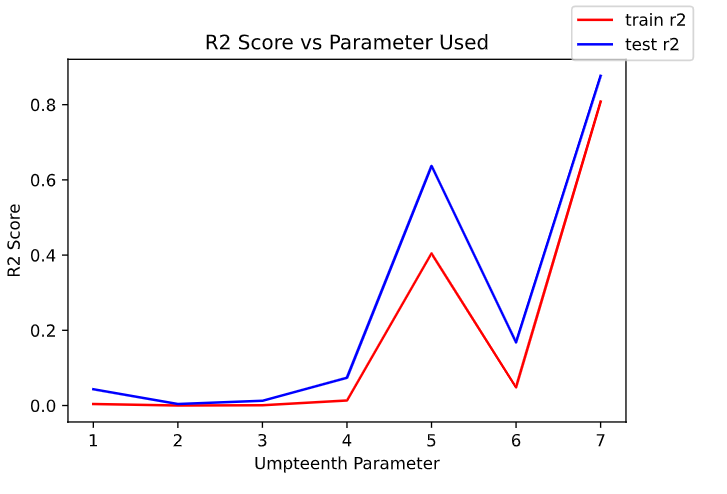 train r2
test r2
R2 Score vs Parameter Used
R2 Score
0.8
0.6
0.4
0.2
0.0
1 2 3 4 5 6 7
Umpteenth Parameter